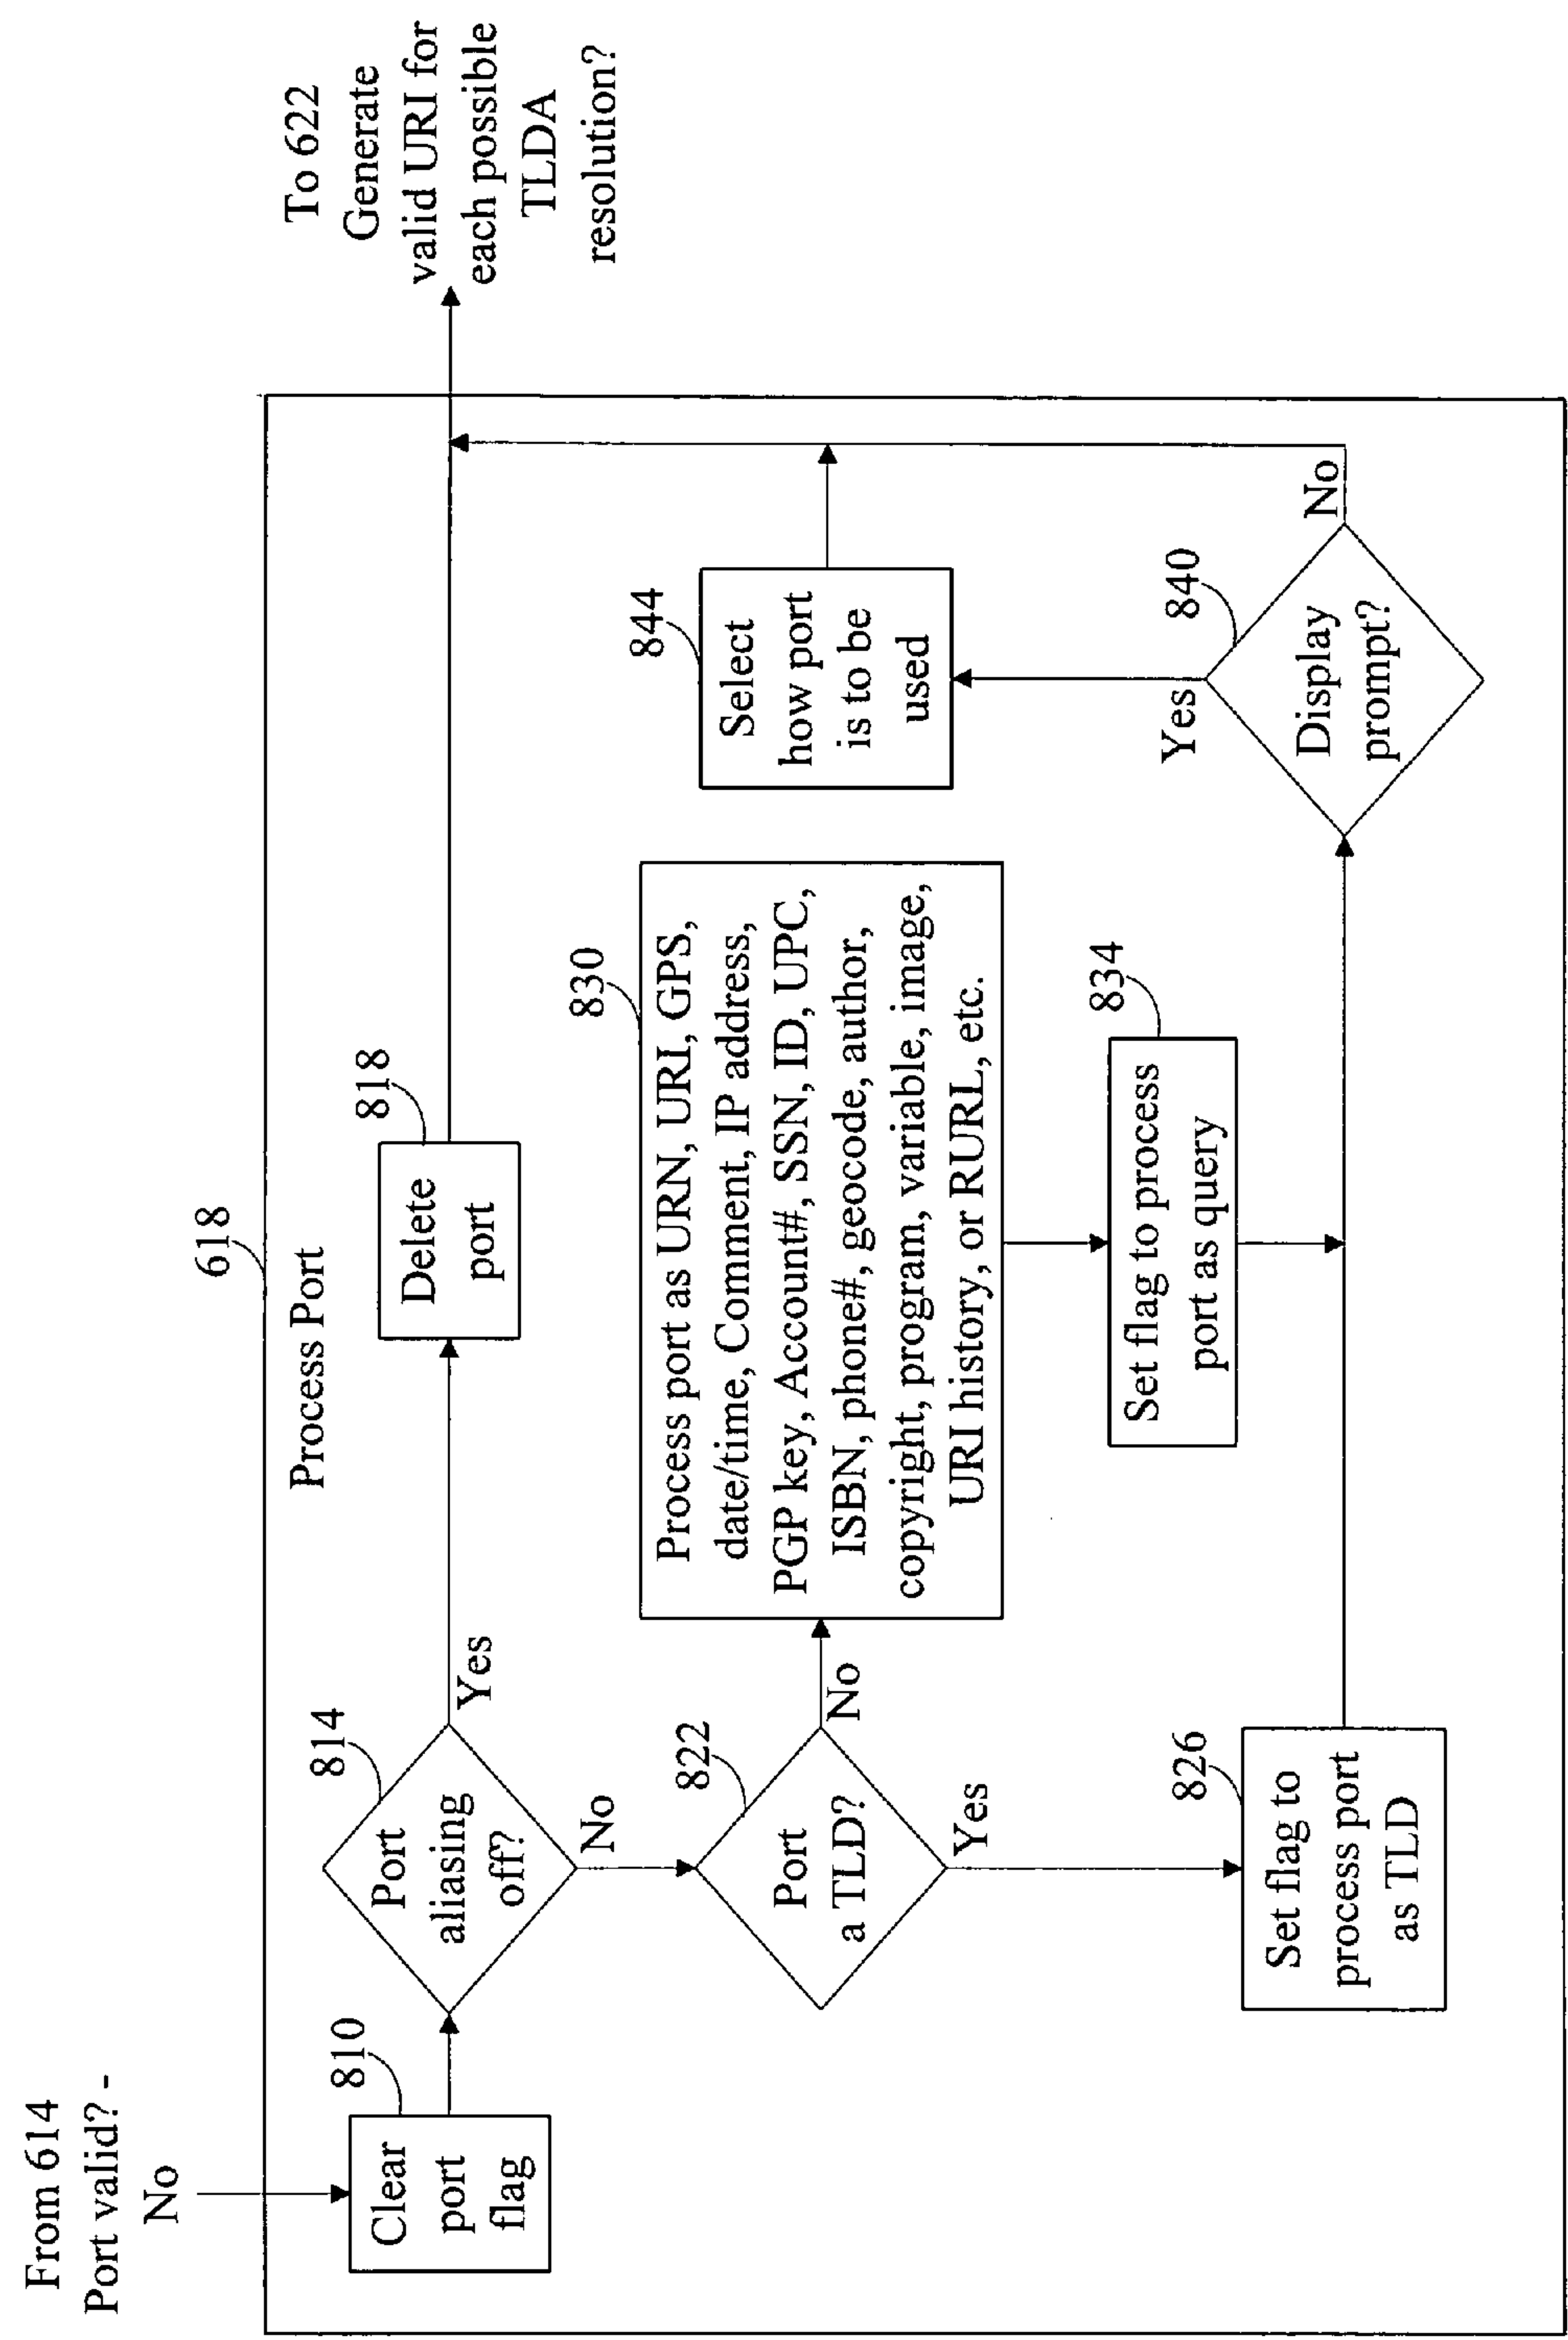 From 614
Port valid? -
No
To 622
Generate
valid URI for
each possible
TLDA
resolution?
618
Process Port
810
Clear
port
flag
814
Port
aliasing
off?
Yes
No
818
Delete
port
822
Port
a TLD?
No
Yes
830
Process port as URN, URI, GPS,
date/time, Comment, IP address,
PGP key, Account#, SSN, ID, UPC,
ISBN, phone#, geocode, author,
copyright, program, variable, image,
URI history, or RURL, etc.
844
Select
how port
is to be
used
834
Set flag to process
port as query
826
Set flag to
process port
as TLD
840
Display
prompt?
Yes
No